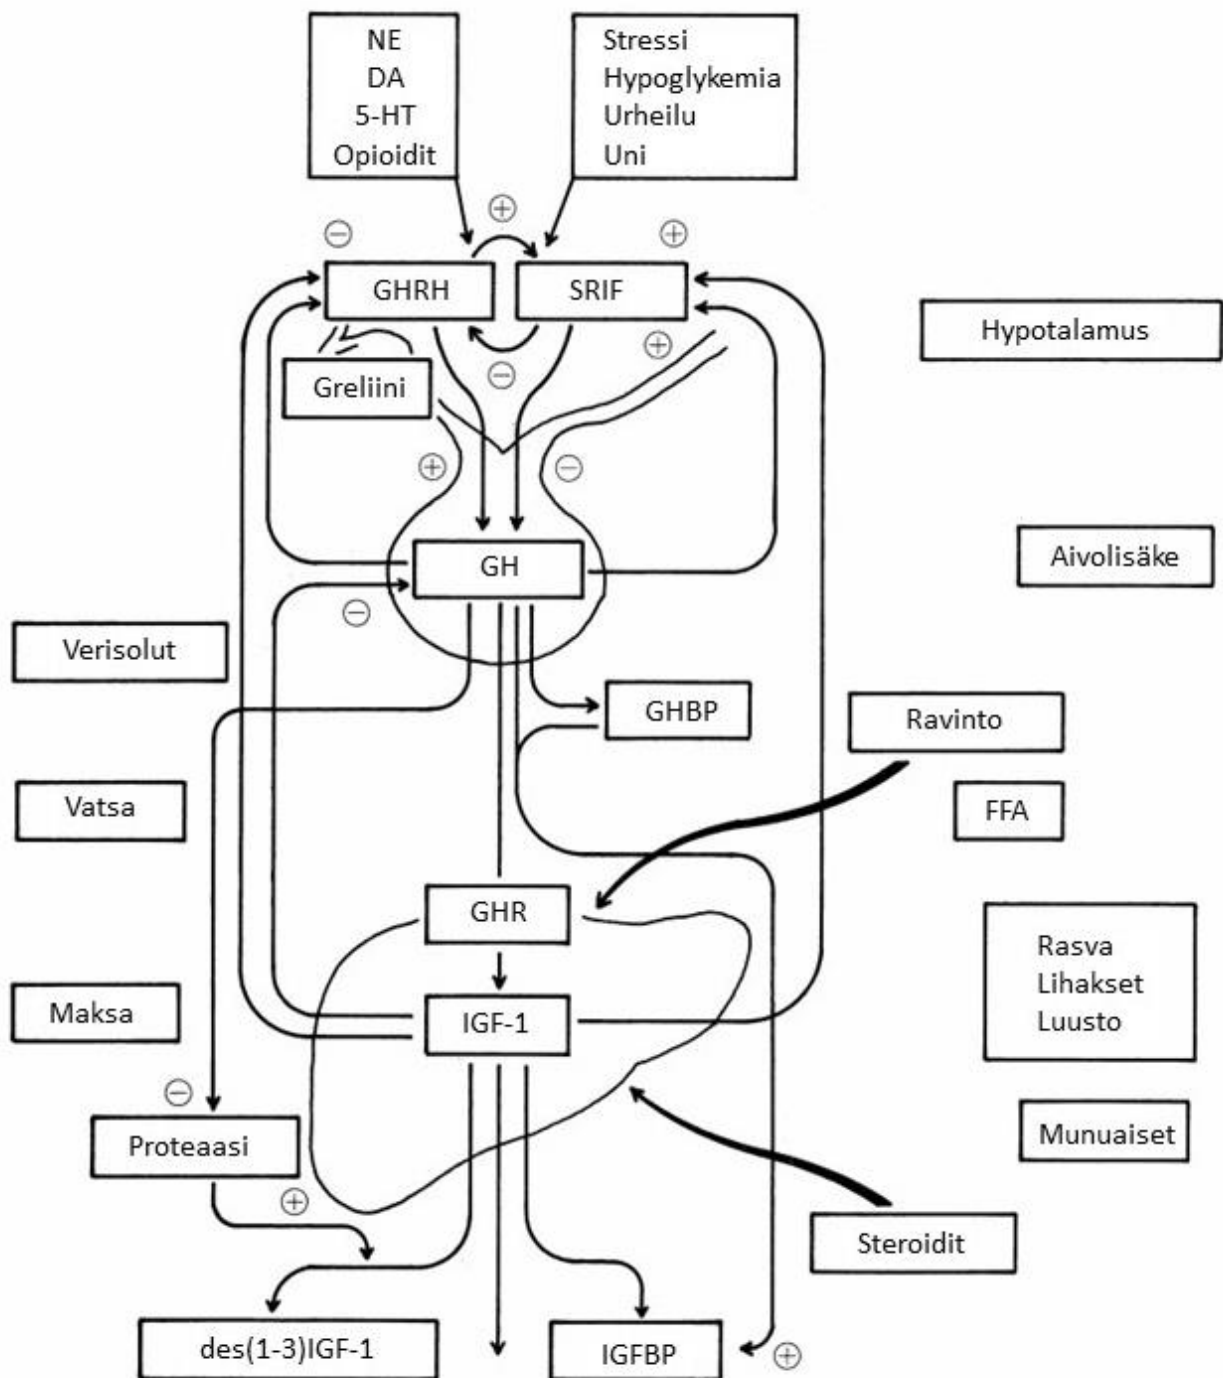 NE
DA
5-HT
Opioidit
Stressi
Hypoglykemia
Urheilu
Uni
+
−
+
GHRH
SRIF
Hypotalamus
+
−
Greliini
+
−
GH
Aivolisäke
−
Verisolut
GHBP
Ravinto
Vatsa
FFA
GHR
Rasva
Lihakset
Luusto
Maksa
IGF-1
−
Proteaasi
Munuaiset
+
Steroidit
des(1-3)IGF-1
IGFBP
+